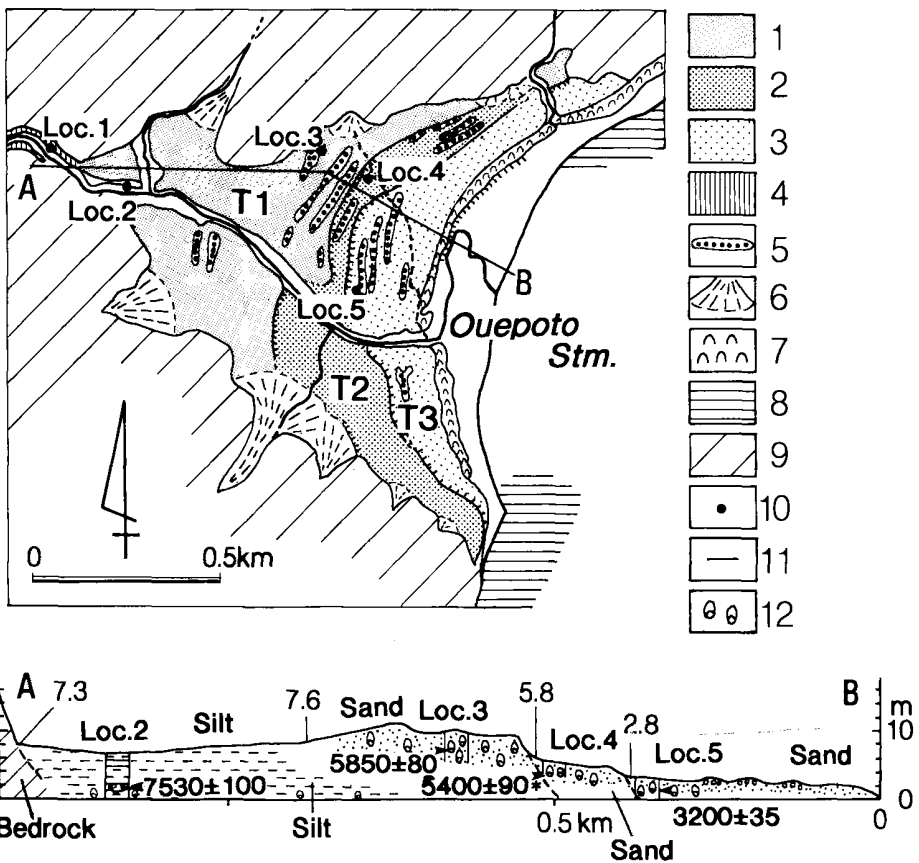 1
2
3
4
5
6
7
8
9
10
11
12
Loc.1
Loc.3
Loc.4
A
Loc.2
T1
B
Loc.5
Ouepoto
Stm.
T2
T3
0 0.5km
A 7.3 Loc.2 Silt 7.6 Sand Loc.3 5.8 B m
Loc.4 2.8 Loc.5 Sand 10
5850±80
7530±100 5400±90* 3200±35 0
Bedrock Silt 0.5 km Sand 0